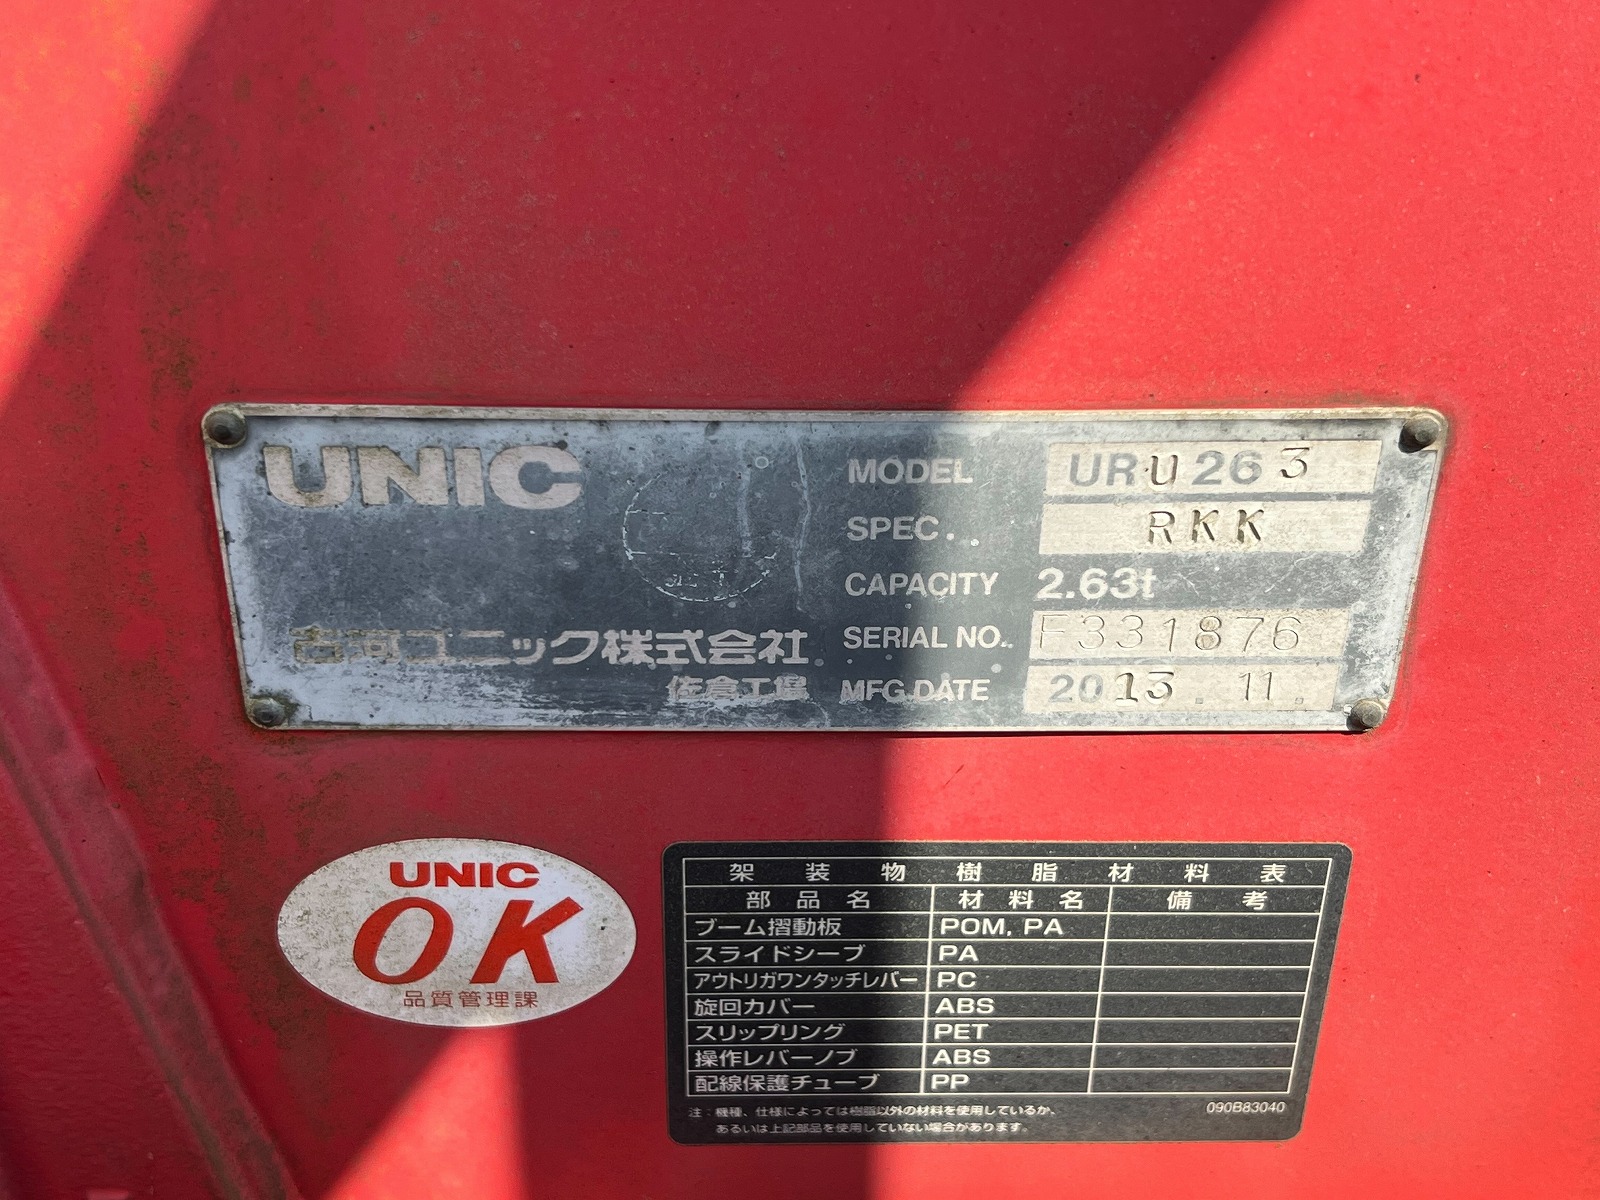 UNIC
MODEL URU263
SPEC. RKK
CAPACITY 2.63t
SERIAL NO. F331876
MFG.DATE 2013.11.
古河ユニック株式会社
佐倉工場
UNIC
OK
品質管理課
架装物樹脂材料表
部品名 材料名 備考
ブーム摺動板 POM, PA
スライドシーブ PA
アウトリガワンタッチレバー PC
旋回カバー ABS
スリップリング PET
操作レバーノブ ABS
配線保護チューブ PP
注：機種、仕様によっては樹脂以外の材料を使用しているか、
あるいは上記部品を使用していない場合があります。
090B83040